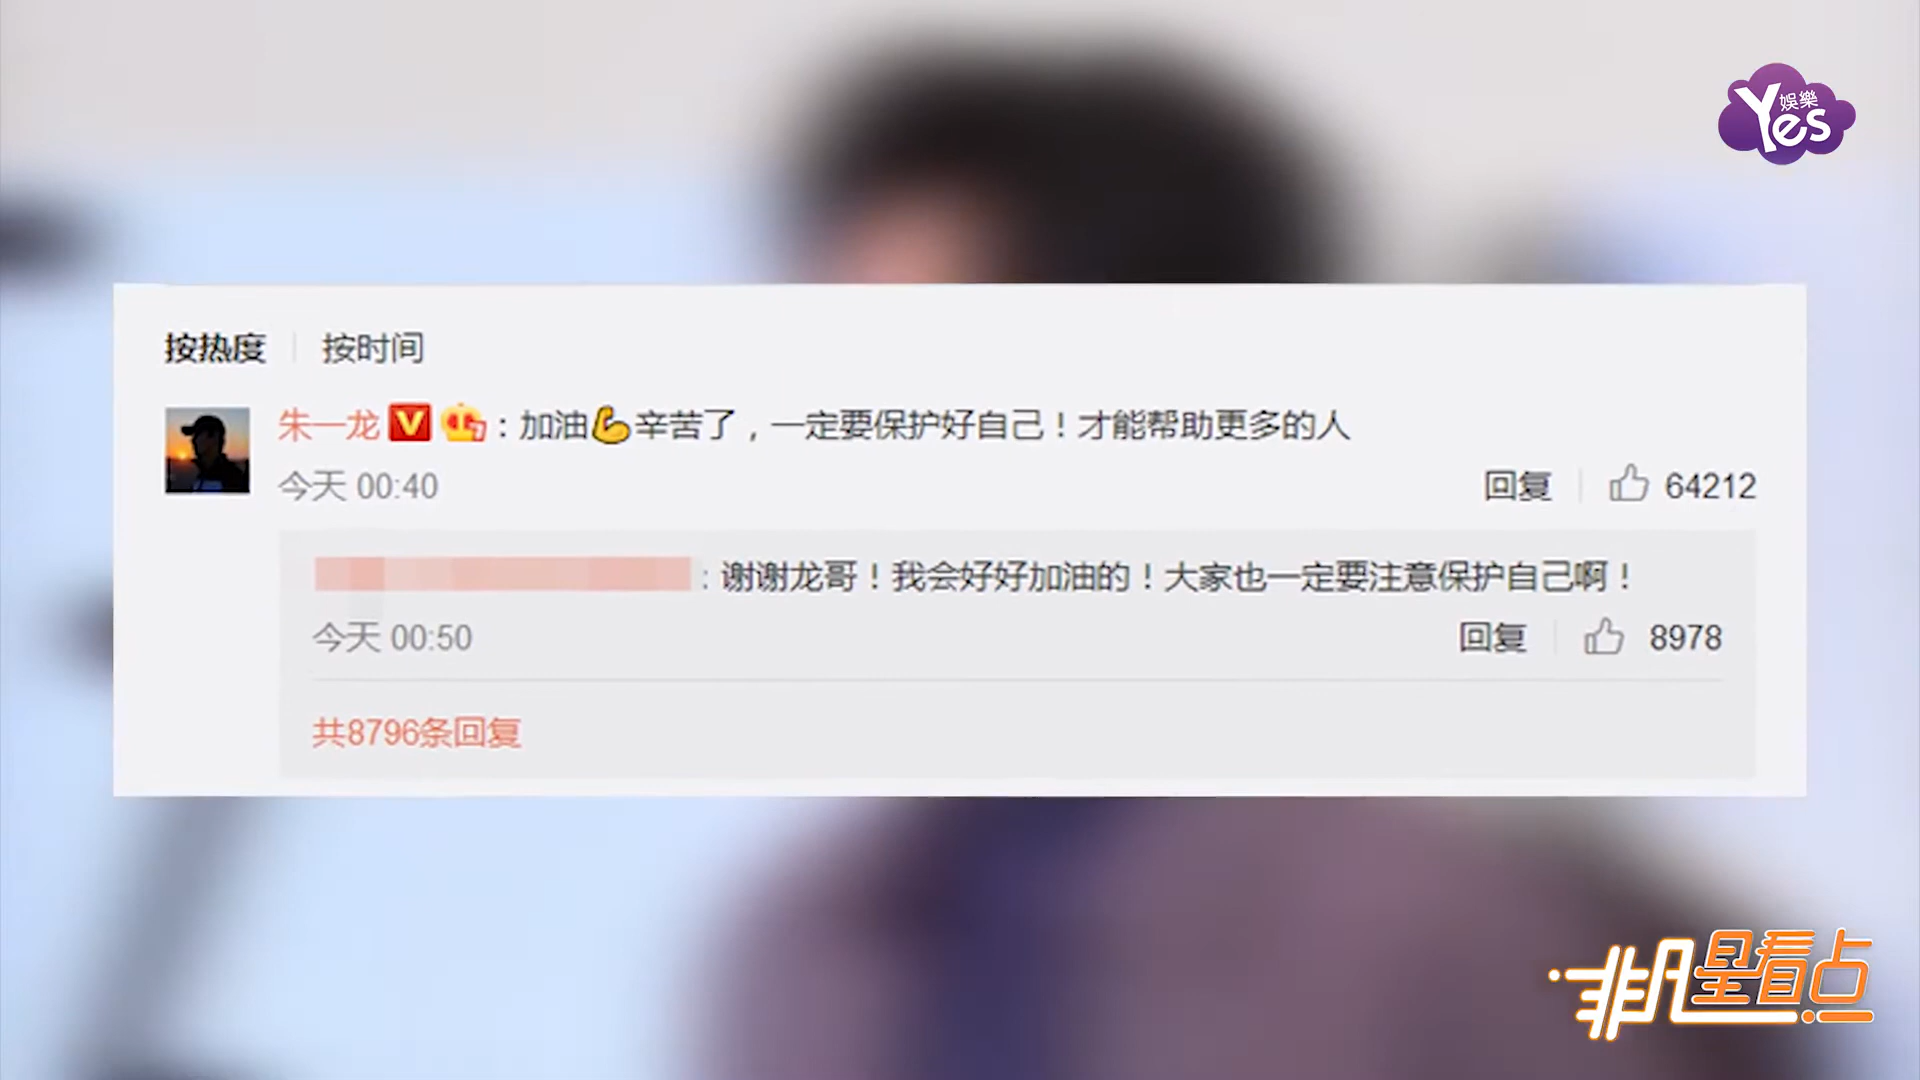 Yes 娱樂
按热度 按时间
朱一龙 V : 加油💪辛苦了,一定要保护好自己!才能帮助更多的人
今天 00:40 回复 64212
: 谢谢龙哥!我会好好加油的!大家也一定要注意保护自己啊!
今天 00:50 回复 8978
共8796条回复
非凡星看点